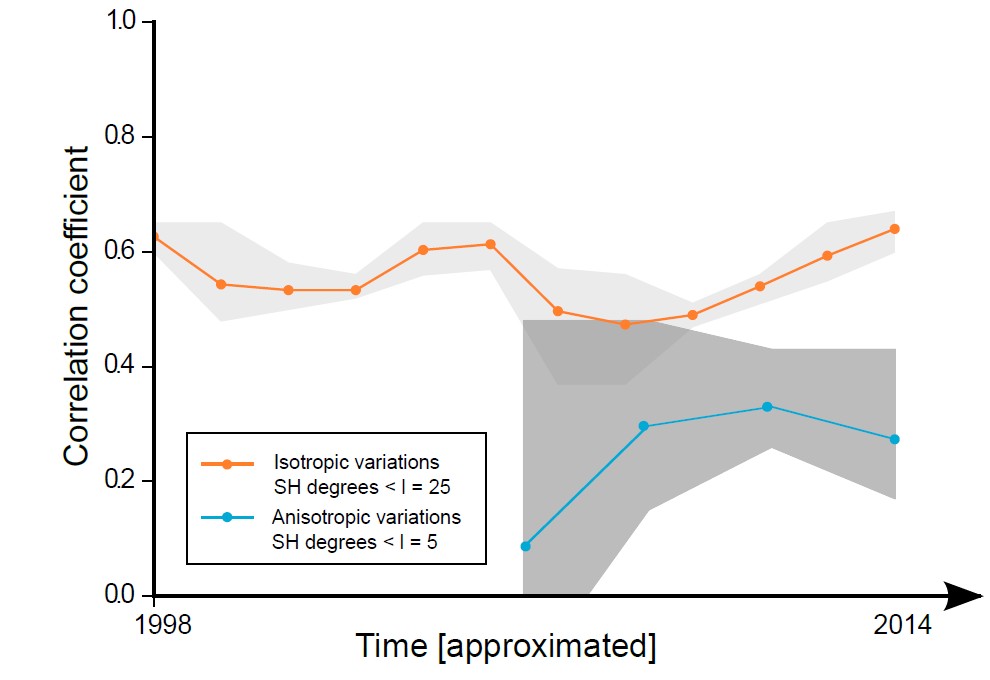 1.0
0.8
0.6
0.4
0.2
0.0
Correlation coefficient
Isotropic variations
SH degrees < l = 25
Anisotropic variations
SH degrees < l = 5
1998
2014
Time [approximated]